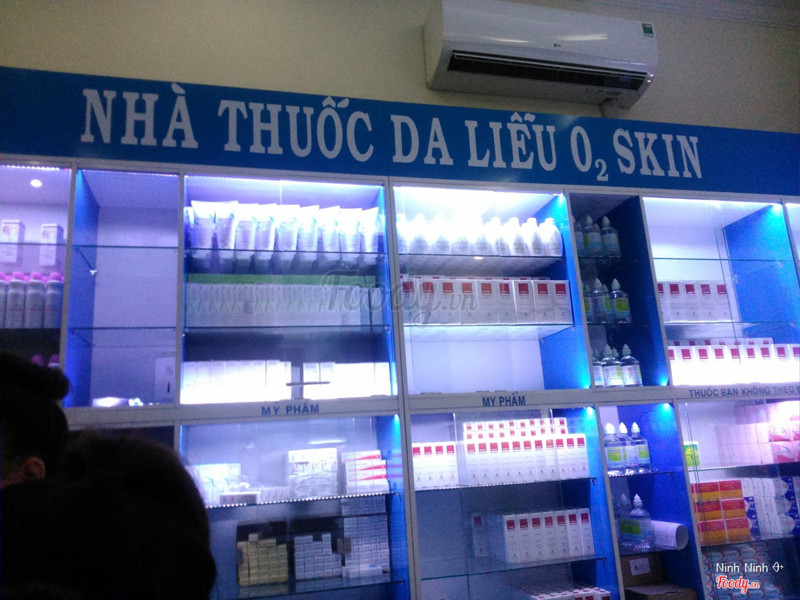 NHÀ THUỐC DA LIỄU O₂ SKIN
Foody.vn
MỸ PHẨM
MỸ PHẨM
THUỐC BÁN KHÔNG THEO
Ninh Ninh
Foody.vn